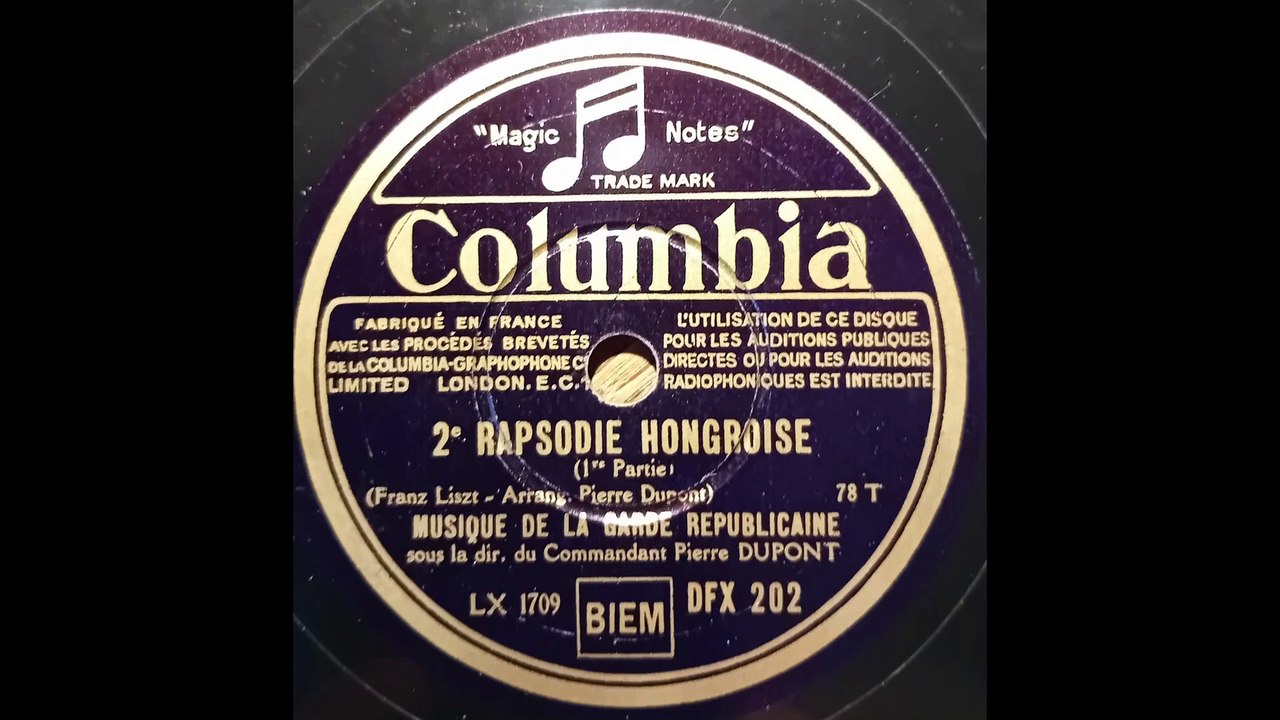 "Magic Notes"
TRADE MARK
Columbia
FABRIQUÉ EN FRANCE
AVEC LES PROCÉDÉS BREVETÉS
DE LA COLUMBIA-GRAPHOPHONE Cº
LIMITED LONDON. E.C.1
L'UTILISATION DE CE DISQUE
POUR LES AUDITIONS PUBLIQUES
DIRECTES OU POUR LES AUDITIONS
RADIOPHONIQUES EST INTERDITE
2e RAPSODIE HONGROISE
(1re Partie)
(Franz Liszt - Arrang. Pierre Dupont) 78 T
MUSIQUE DE LA GARDE REPUBLICAINE
sous la dir. du Commandant Pierre DUPONT
LX 1709 BIEM DFX 202